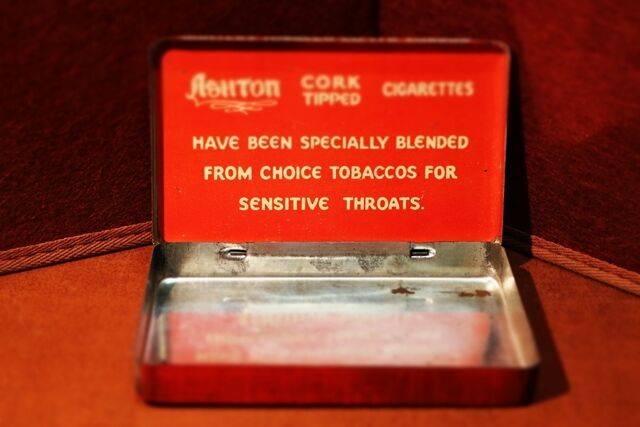 Ashton CORK TIPPED CIGARETTES
HAVE BEEN SPECIALLY BLENDED
FROM CHOICE TOBACCOS FOR
SENSITIVE THROATS.